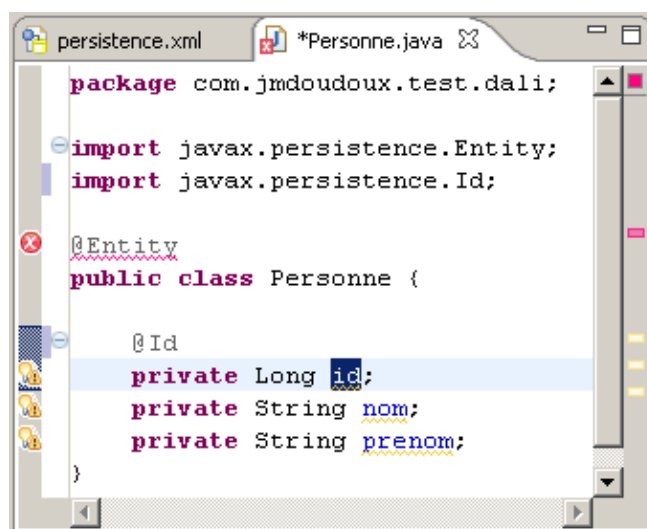 persistence.xml *Personne.java
package com.jmdoudoux.test.dali;
import javax.persistence.Entity;
import javax.persistence.Id;
@Entity
public class Personne {
@Id
private Long id;
private String nom;
private String prenom;
}